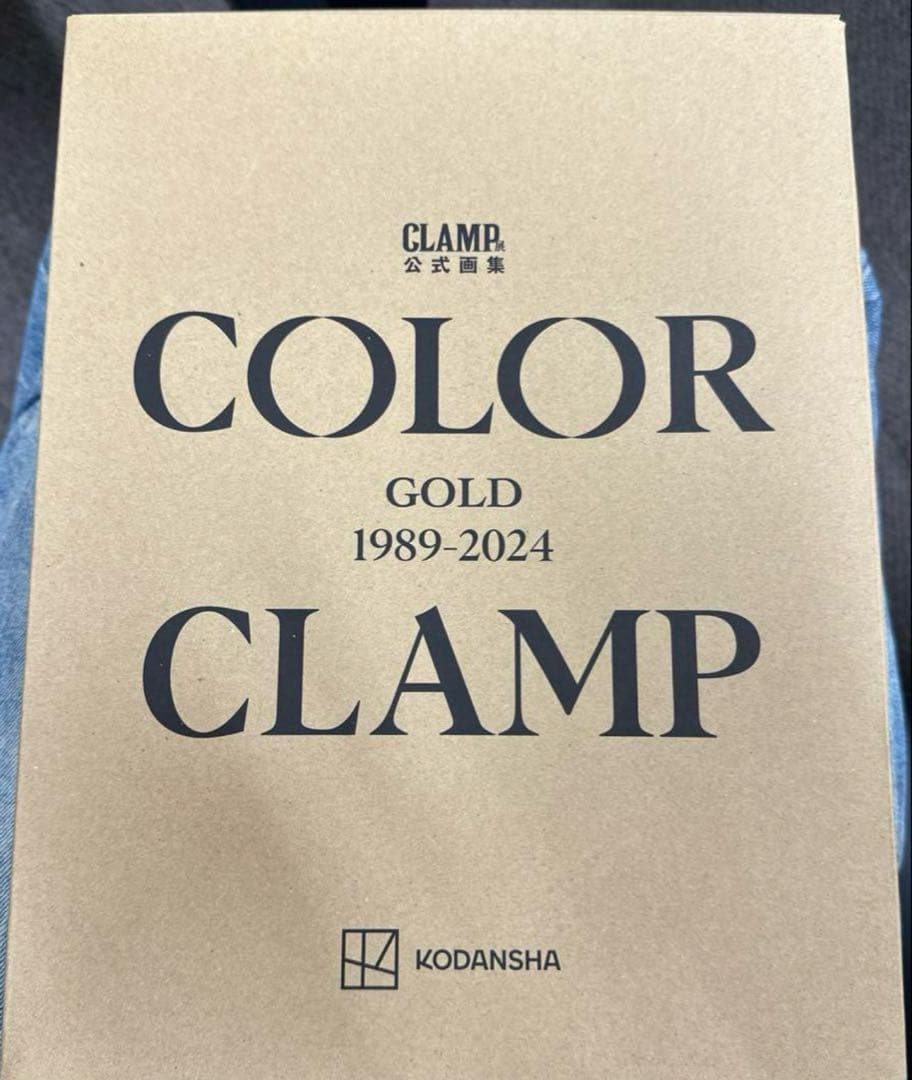 CLAMP展
公式画集
COLOR
GOLD
1989-2024
CLAMP
KODANSHA